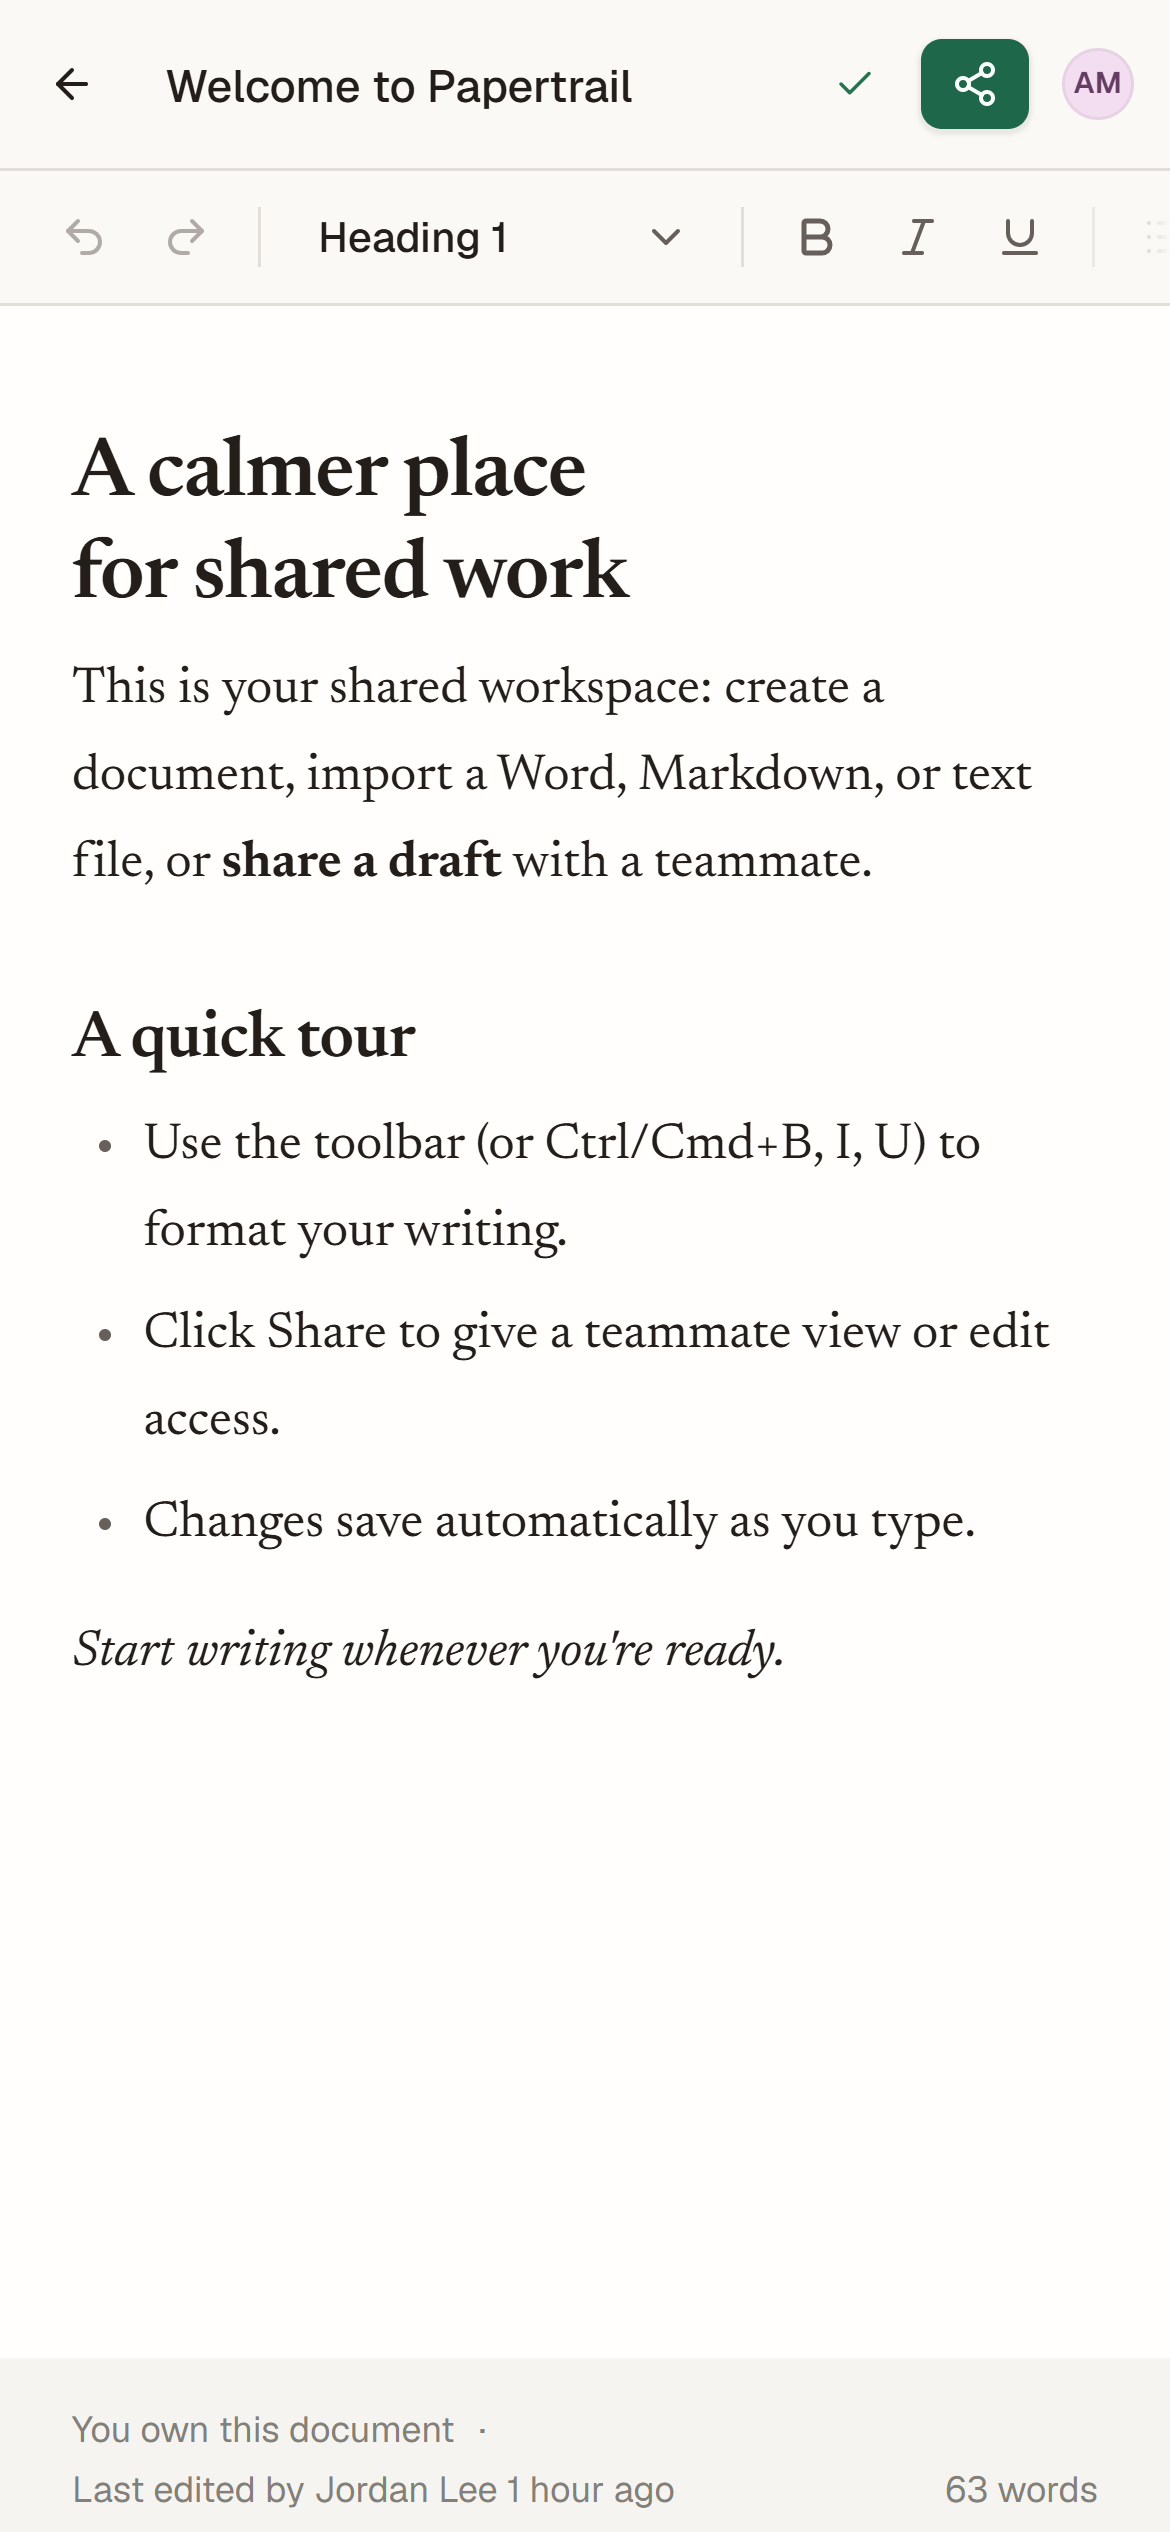 Welcome to Papertrail
AM
Heading 1
B I U
A calmer place
for shared work
This is your shared workspace: create a
document, import a Word, Markdown, or text
file, or share a draft with a teammate.
A quick tour
• Use the toolbar (or Ctrl/Cmd+B, I, U) to
format your writing.
• Click Share to give a teammate view or edit
access.
• Changes save automatically as you type.
Start writing whenever you're ready.
You own this document ·
Last edited by Jordan Lee 1 hour ago
63 words